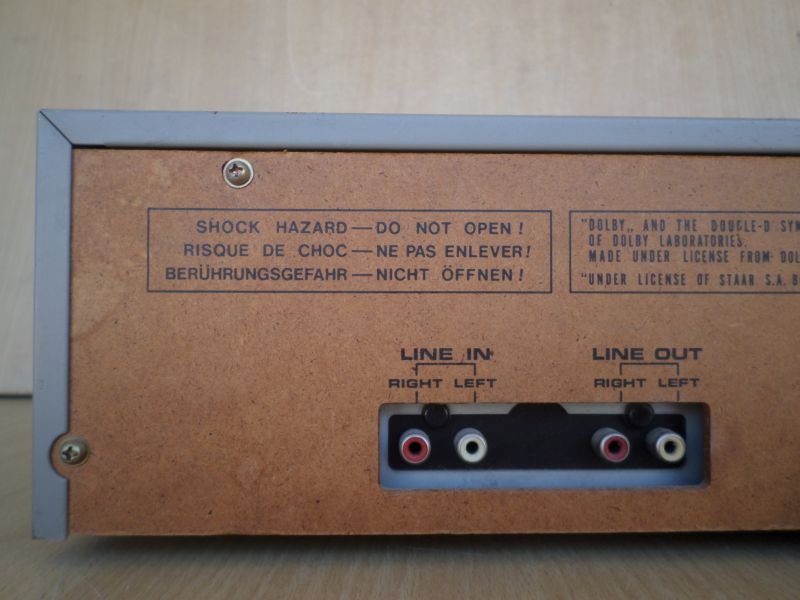 SHOCK HAZARD — DO NOT OPEN!
RISQUE DE CHOC — NE PAS ENLEVER!
BERÜHRUNGSGEFAHR — NICHT ÖFFNEN!
"DOLBY„ AND THE DOUBLE-D SYM
OF DOLBY LABORATORIES.
MADE UNDER LICENSE FROM DOL
"UNDER LICENSE OF STAAR S.A. B
LINE IN
RIGHT LEFT
LINE OUT
RIGHT LEFT